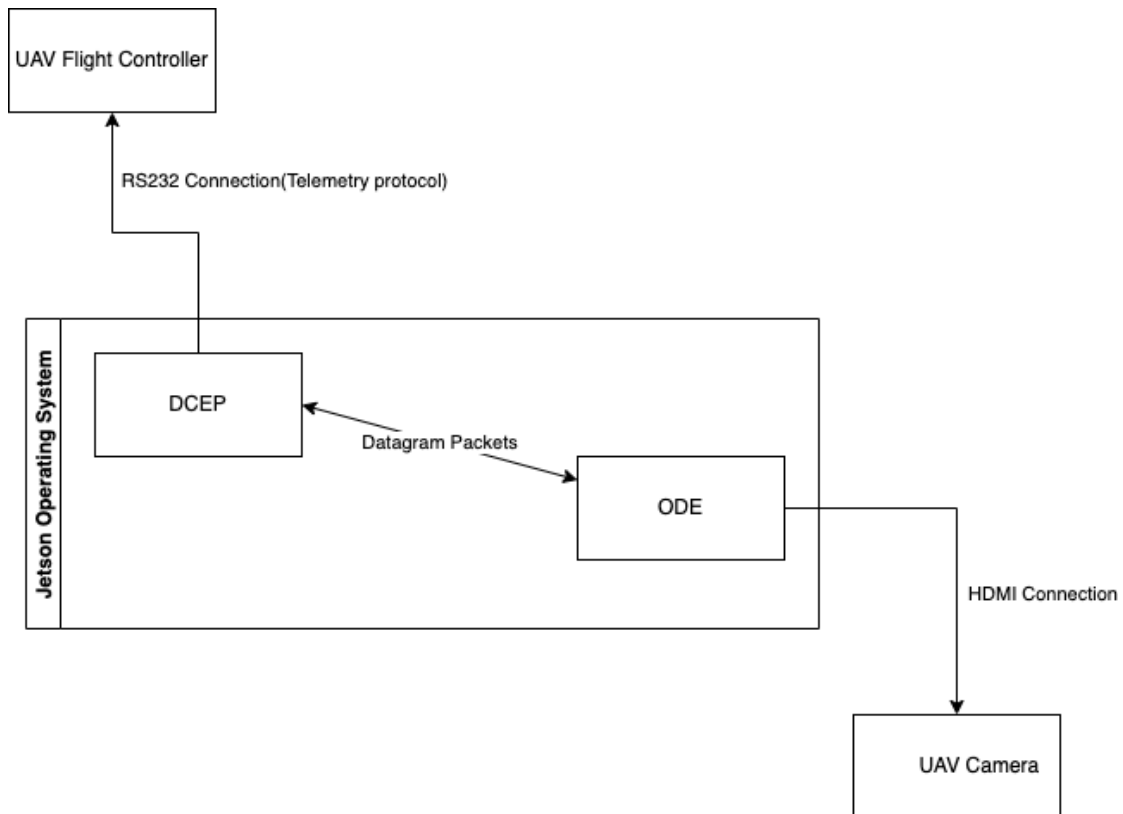 UAV Flight Controller
RS232 Connection(Telemetry protocol)
Jetson Operating System
DCEP
Datagram Packets
ODE
HDMI Connection
UAV Camera